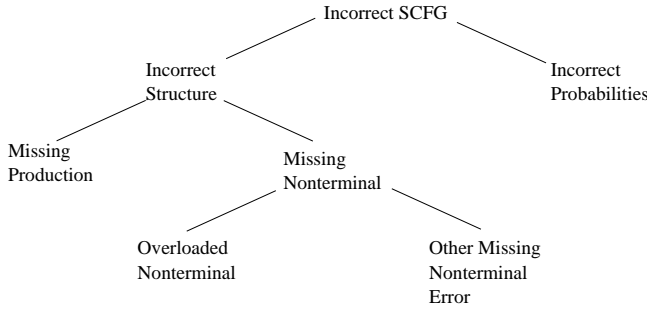 Incorrect SCFG
Incorrect
Structure
Incorrect
Probabilities
Missing
Production
Missing
Nonterminal
Overloaded
Nonterminal
Other Missing
Nonterminal
Error